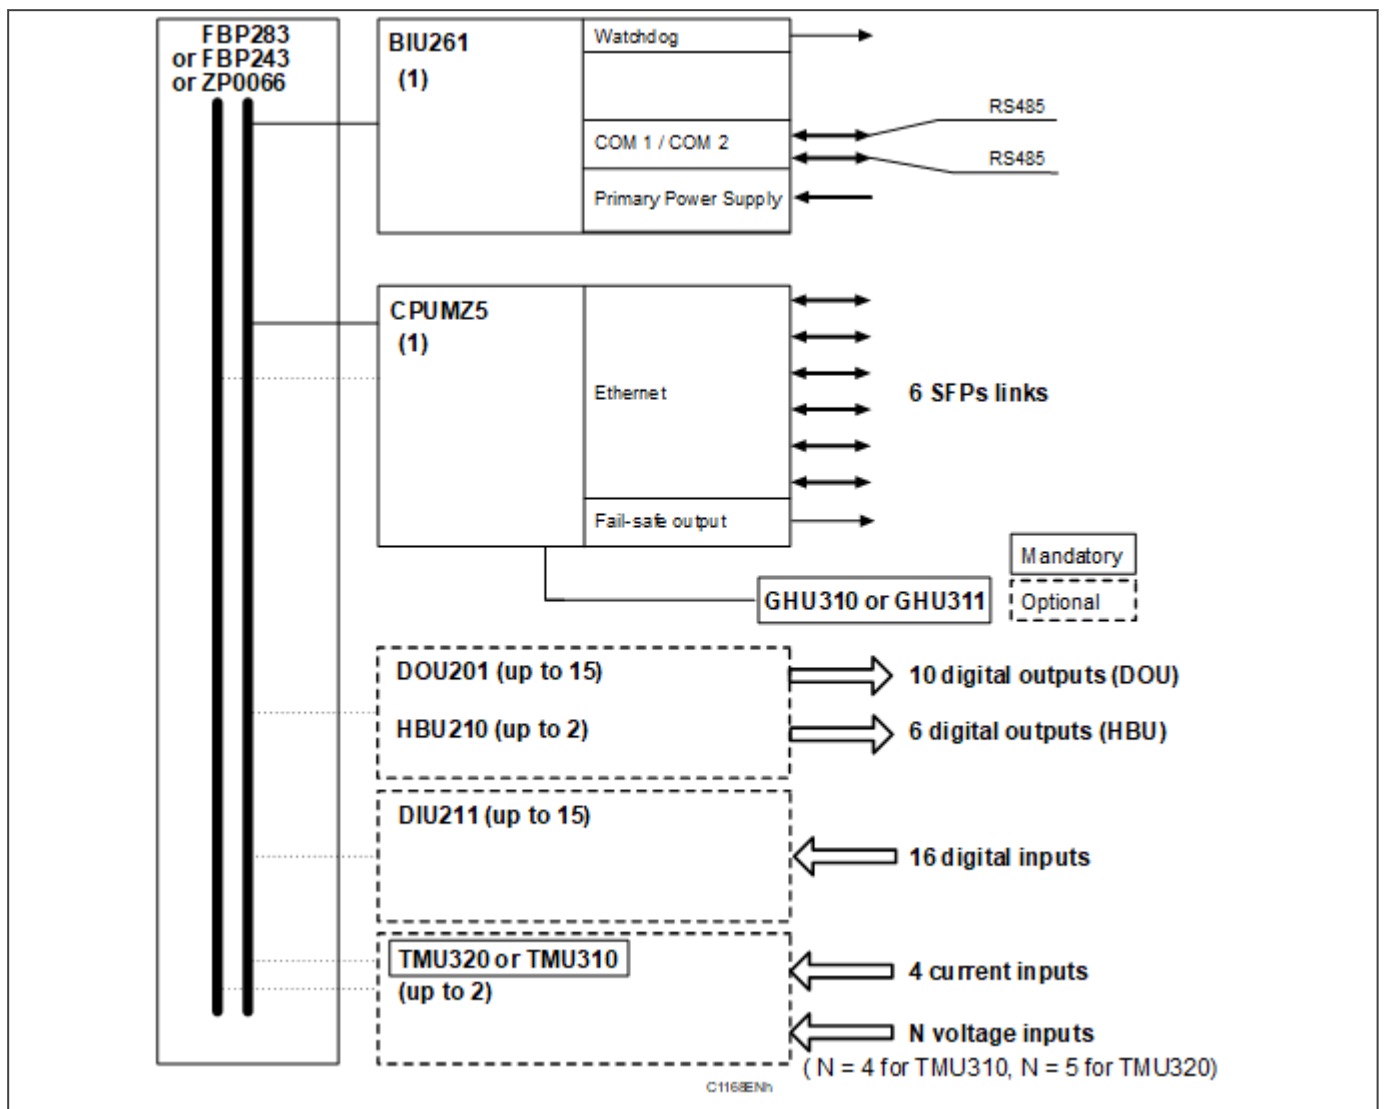 FBP283
or FBP243
or ZP0066
BIU261
(1)
Watchdog
COM 1 / COM 2
Primary Power Supply
RS485
RS485
CPUMZ5
(1)
Ethernet
6 SFPs links
Fail-safe output
Mandatory
Optional
GHU310 or GHU311
DOU201 (up to 15)
10 digital outputs (DOU)
HBU210 (up to 2)
6 digital outputs (HBU)
DIU211 (up to 15)
16 digital inputs
TMU320 or TMU310
(up to 2)
4 current inputs
N voltage inputs
( N = 4 for TMU310, N = 5 for TMU320)
C1168ENh